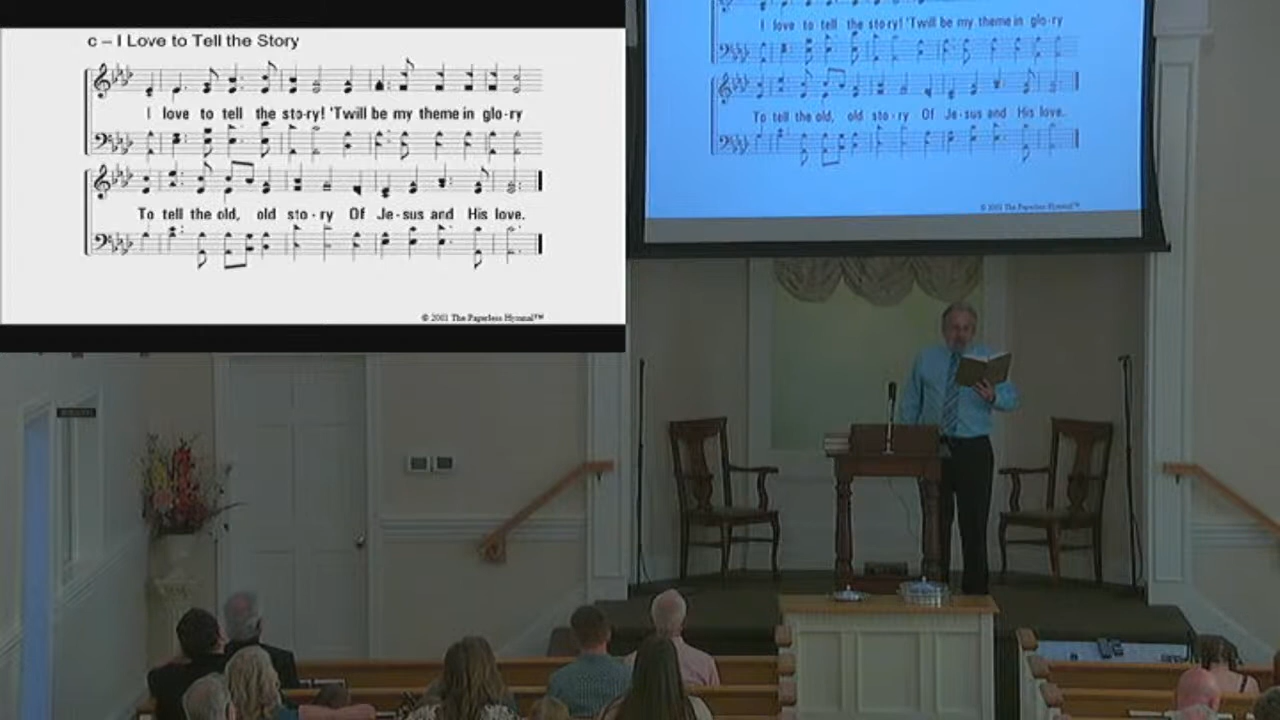 c – I Love to Tell the Story
I love to tell the sto-ry! 'Twill be my theme in glo-ry
To tell the old, old sto - ry Of Je - sus and His love.
© 2001 The Paperless Hymnal™
I love to tell the sto-ry! 'Twill be my theme in glo-ry
To tell the old, old sto - ry Of Je - sus and His love.
© 2001 The Paperless Hymnal™